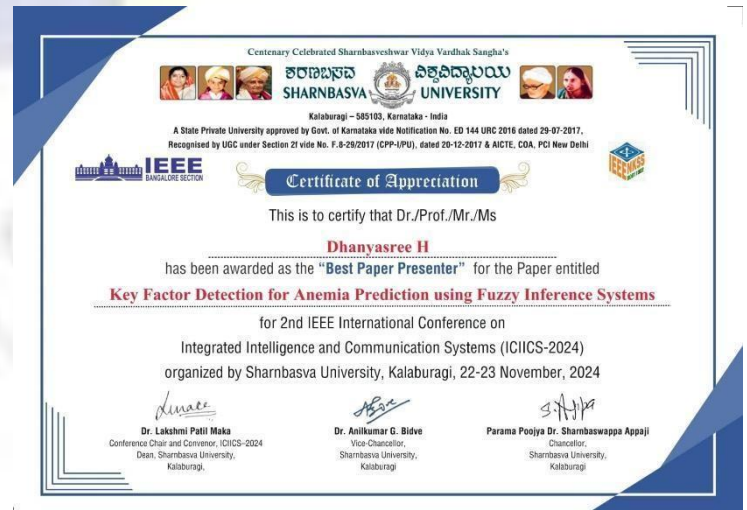 Centenary Celebrated Sharnbasveshwar Vidya Vardhak Sangha's
ಶರಣಬಸವ ವಿಶ್ವವಿದ್ಯಾಲಯ
SHARNBASVA UNIVERSITY
Kalaburagi – 585103, Karnataka - India
A State Private University approved by Govt. of Karnataka vide Notification No. ED 144 URC 2016 dated 29-07-2017,
Recognised by UGC under Section 2f vide No. F.8-29/2017 (CPP-I/PU), dated 20-12-2017 & AICTE, COA, PCI New Delhi
IEEE
BANGALORE SECTION
IEEENKSS
Certificate of Appreciation
This is to certify that Dr./Prof./Mr./Ms
Dhanyasree H
has been awarded as the “Best Paper Presenter” for the Paper entitled
Key Factor Detection for Anemia Prediction using Fuzzy Inference Systems
for 2nd IEEE International Conference on
Integrated Intelligence and Communication Systems (ICIICS-2024)
organized by Sharnbasva University, Kalaburagi, 22-23 November, 2024
Dr. Lakshmi Patil Maka
Conference Chair and Convenor, ICIICS–2024
Dean, Sharnbasva University,
Kalaburagi,
Dr. Anilkumar G. Bidve
Vice-Chancellor,
Sharnbasva University,
Kalaburagi
Parama Poojya Dr. Sharnbaswappa Appaji
Chancellor,
Sharnbasva University,
Kalaburagi